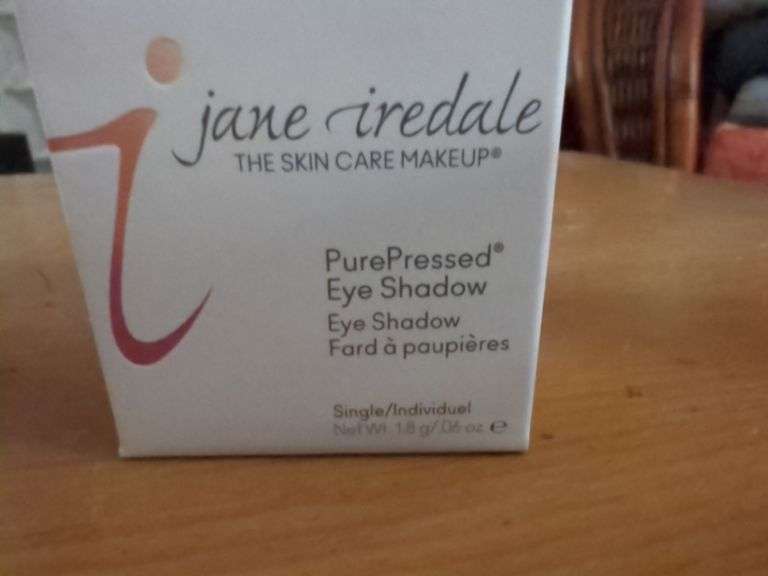 jane iredale
THE SKIN CARE MAKEUP®
PurePressed®
Eye Shadow
Eye Shadow
Fard à paupières
Single/Individuel
Net Wt. 1.8 g/.06 oz ℮